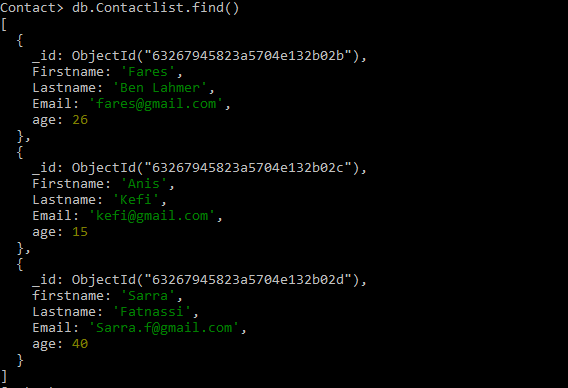 Contact> db.Contactlist.find()
[
  {
    _id: ObjectId("63267945823a5704e132b02b"),
    Firstname: 'Fares',
    Lastname: 'Ben Lahmer',
    Email: 'fares@gmail.com',
    age: 26
  },
  {
    _id: ObjectId("63267945823a5704e132b02c"),
    Firstname: 'Anis',
    Lastname: 'Kefi',
    Email: 'kefi@gmail.com',
    age: 15
  },
  {
    _id: ObjectId("63267945823a5704e132b02d"),
    firstname: 'Sarra',
    Lastname: 'Fatnassi',
    Email: 'Sarra.f@gmail.com',
    age: 40
  }
]